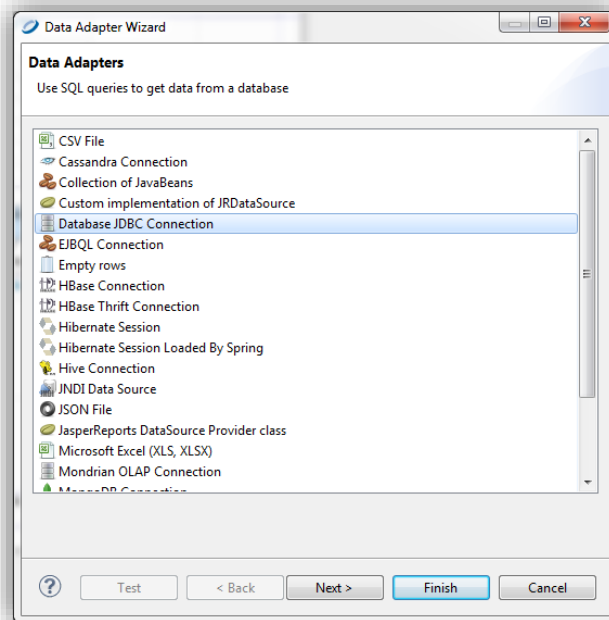 Data Adapter Wizard
Data Adapters
Use SQL queries to get data from a database
CSV File
Cassandra Connection
Collection of JavaBeans
Custom implementation of JRDataSource
Database JDBC Connection
EJBQL Connection
Empty rows
HBase Connection
HBase Thrift Connection
Hibernate Session
Hibernate Session Loaded By Spring
Hive Connection
JNDI Data Source
JSON File
JasperReports DataSource Provider class
Microsoft Excel (XLS, XLSX)
Mondrian OLAP Connection
MongoDB Connection
? Test < Back Next > Finish Cancel